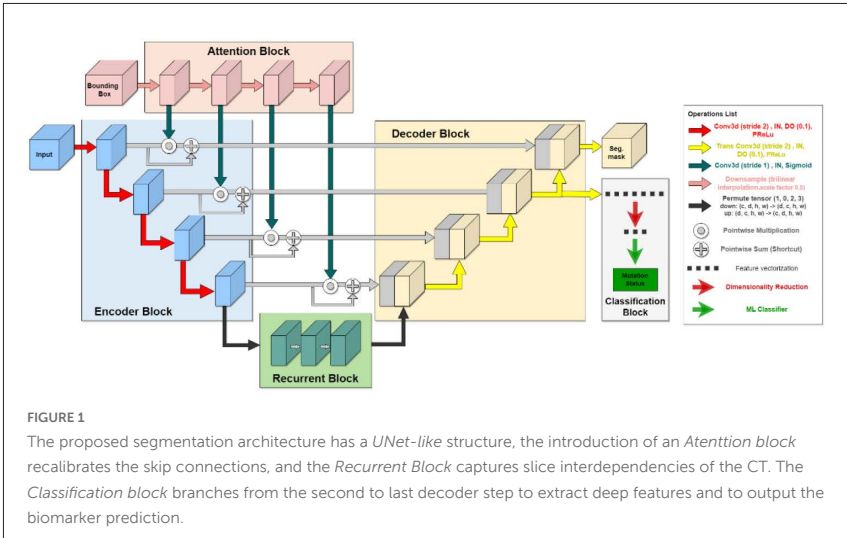 Attention Block
Bounding
Box
Input
Decoder Block
Seg.
mask
Encoder Block
Recurrent Block
Mutation
Status
Classification
Block
Operations List
Conv3d (stride 2) , IN, DO (0.1),
PReLu
Trans Conv3d (stride 2) , IN,
DO (0.1), PReLu
Conv3d (stride 1) , IN, Sigmoid
Downsample (trilinear
interpolation,scale factor 0.5)
Permute tensor (1, 0, 2, 3)
down: (c, d, h, w) -> (d, c, h, w)
up: (d, c, h, w) -> (c, d, h, w)
Pointwise Multiplication
Pointwise Sum (Shortcut)
Feature vectorization
Dimensionality Reduction
ML Classifier
FIGURE 1
The proposed segmentation architecture has a UNet-like structure, the introduction of an Atenttion block
recalibrates the skip connections, and the Recurrent Block captures slice interdependencies of the CT. The
Classification block branches from the second to last decoder step to extract deep features and to output the
biomarker prediction.